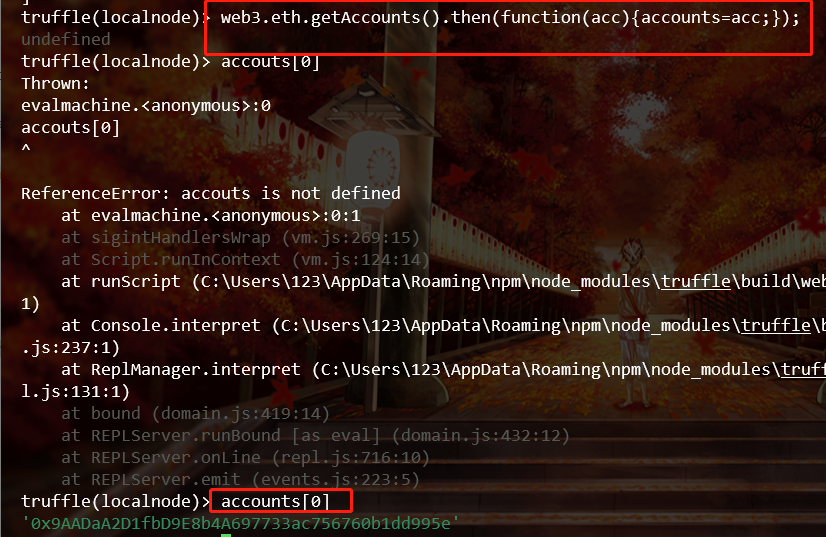 ]
truffle(localnode)> web3.eth.getAccounts().then(function(acc){accounts=acc;});
undefined
truffle(localnode)> accouts[0]
Thrown:
evalmachine.<anonymous>:0
accouts[0]
^
ReferenceError: accouts is not defined
at evalmachine.<anonymous>:0:1
at sigintHandlersWrap (vm.js:269:15)
at Script.runInContext (vm.js:124:14)
at runScript (C:\Users\123\AppData\Roaming\npm\node_modules\truffle\build\web
1)
at Console.interpret (C:\Users\123\AppData\Roaming\npm\node_modules\truffle\b
.js:237:1)
at ReplManager.interpret (C:\Users\123\AppData\Roaming\npm\node_modules\truff
l.js:131:1)
at bound (domain.js:419:14)
at REPLServer.runBound [as eval] (domain.js:432:12)
at REPLServer.onLine (repl.js:716:10)
at REPLServer.emit (events.js:223:5)
truffle(localnode)> accounts[0]
'0x9AADaA2D1fbD9E8b4A697733ac756760b1dd995e'